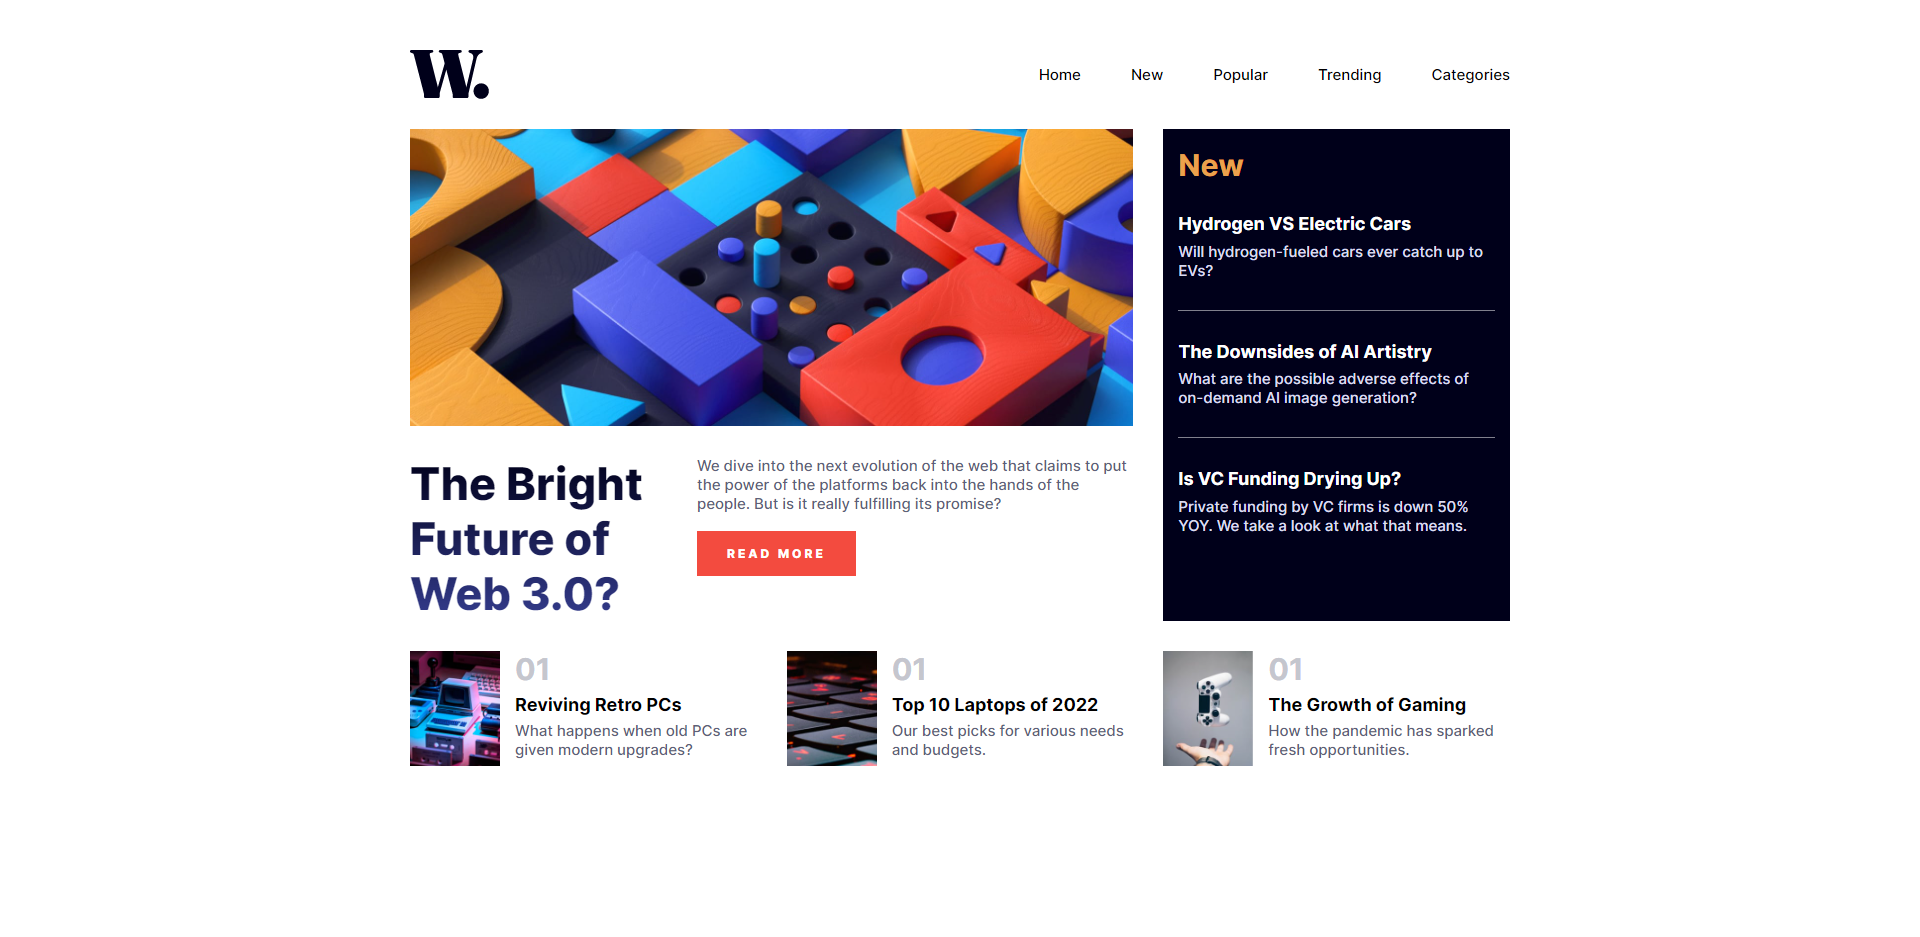 W.
Home New Popular Trending Categories
New
Hydrogen VS Electric Cars
Will hydrogen-fueled cars ever catch up to
EVs?
The Downsides of AI Artistry
What are the possible adverse effects of
on-demand AI image generation?
Is VC Funding Drying Up?
Private funding by VC firms is down 50%
YOY. We take a look at what that means.
The Bright
Future of
Web 3.0?
We dive into the next evolution of the web that claims to put
the power of the platforms back into the hands of the
people. But is it really fulfilling its promise?
READ MORE
01
Reviving Retro PCs
What happens when old PCs are
given modern upgrades?
01
Top 10 Laptops of 2022
Our best picks for various needs
and budgets.
01
The Growth of Gaming
How the pandemic has sparked
fresh opportunities.